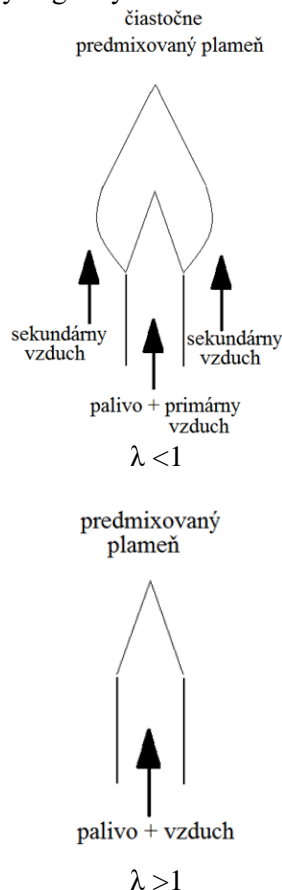 čiastočne
predmixovaný plameň
sekundárny
vzduch
sekundárny
vzduch
palivo + primárny
vzduch
λ <1
predmixovaný
plameň
palivo + vzduch
λ >1